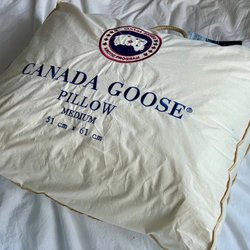 CANADA GOOSE®
PILLOW
MEDIUM
51 cm x 61 cm